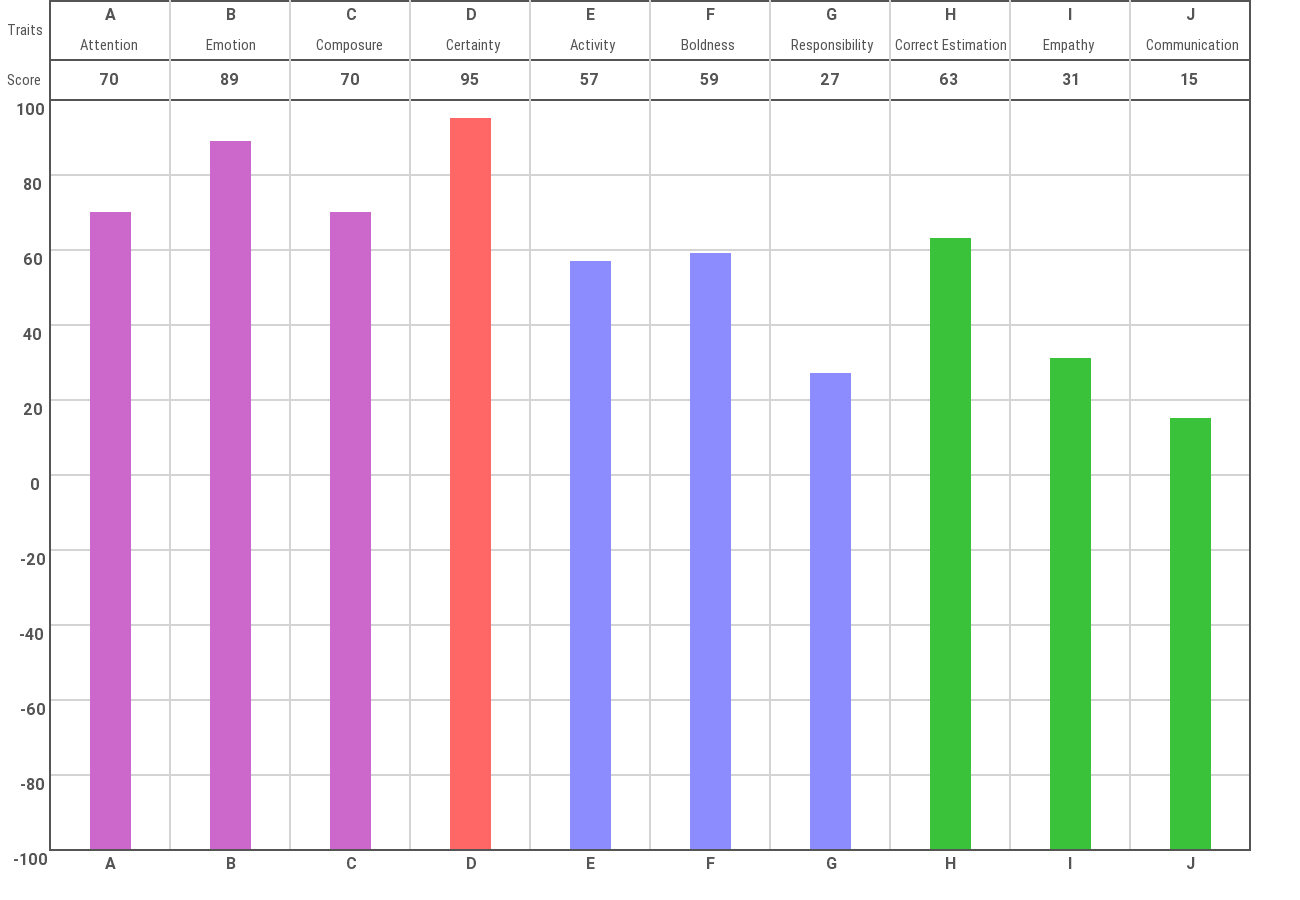 Traits A B C D E F G H I J
Attention Emotion Composure Certainty Activity Boldness Responsibility Correct Estimation Empathy Communication
Score 70 89 70 95 57 59 27 63 31 15
100
80
60
40
20
0
-20
-40
-60
-80
-100
A B C D E F G H I J